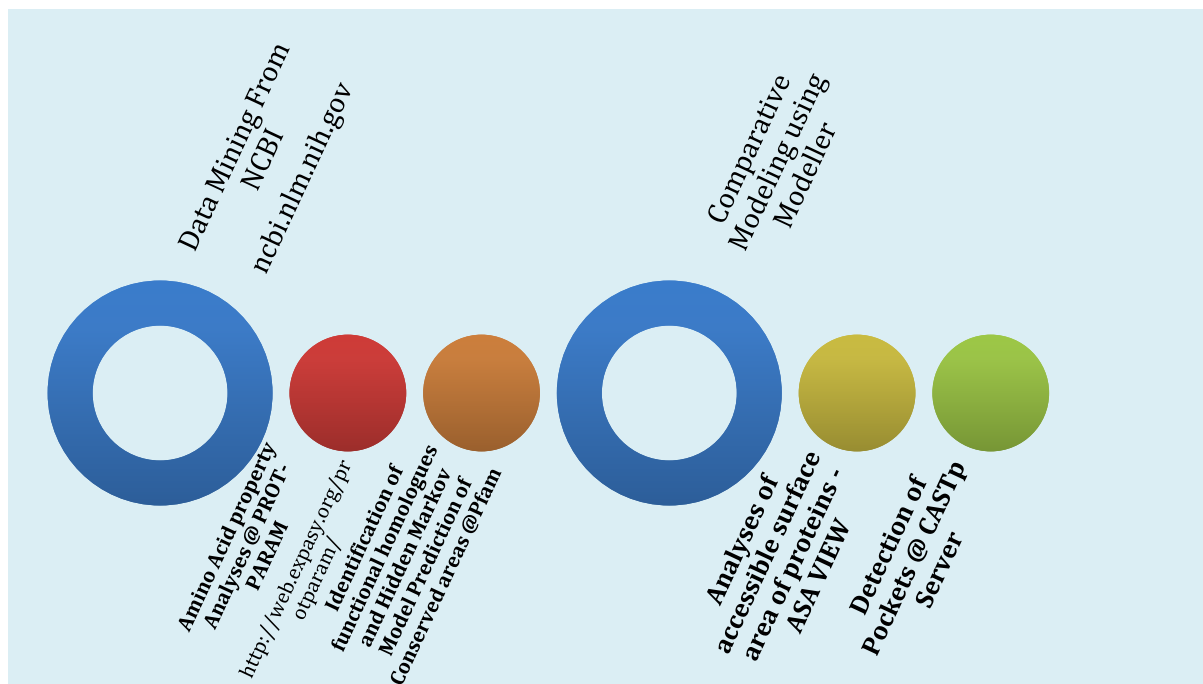 Data Mining From
NCBI
ncbi.nlm.nih.gov
Amino Acid property
Analyses @ PROT-
PARAM
http://web.expasy.org/pr
otparam/
Identification of
functional homologues
and Hidden Markov
Model Prediction of
Conserved areas @Pfam
Comparative
Modeling using
Modeller
Analyses of
accessible surface
area of proteins -
ASA VIEW
Detection of
Pockets @ CASTp
Server